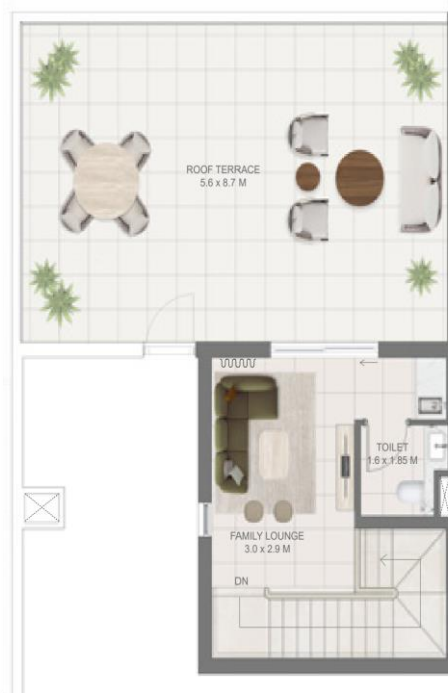 ROOF TERRACE
5.6 x 8.7 M
TOILET
1.6 x 1.85 M
FAMILY LOUNGE
3.0 x 2.9 M
DN